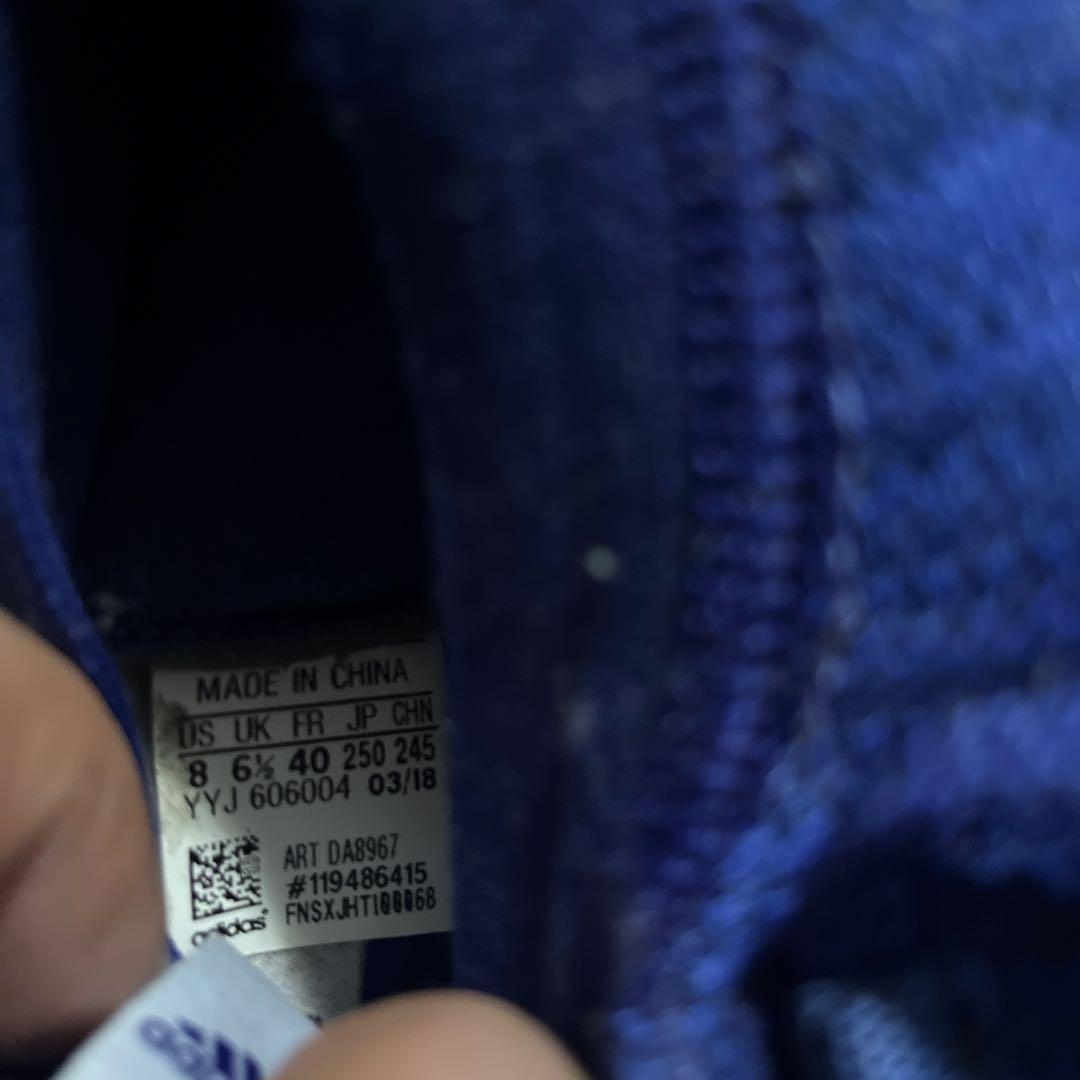 MADE IN CHINA
US UK FR JP CHN
8 6½ 40 250 245
YYJ 606004 03/18
ART DA8967
#119486415
adidas